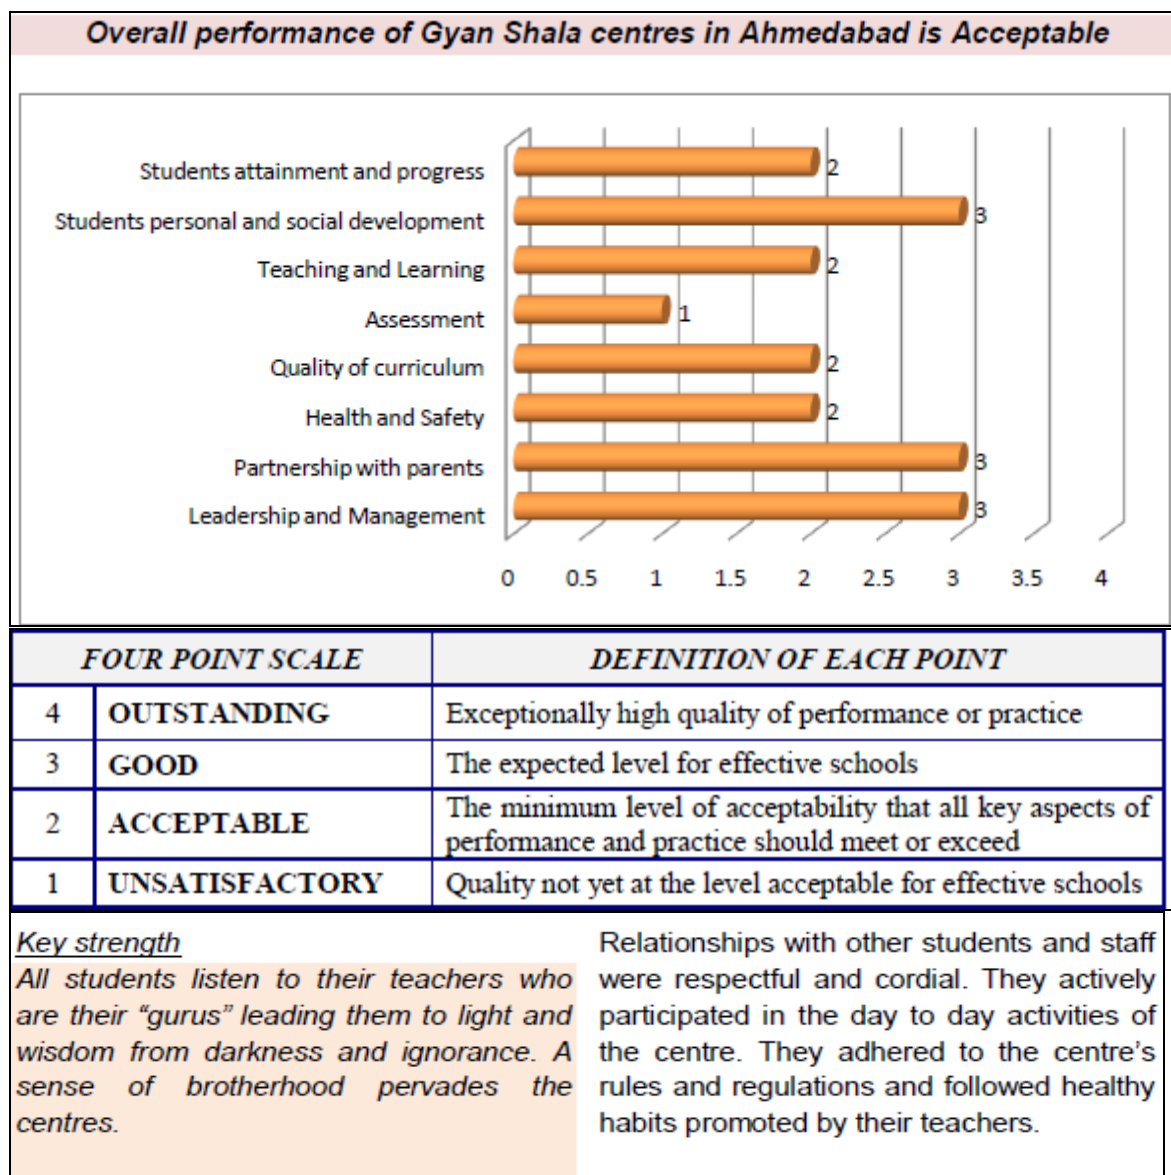 Overall performance of Gyan Shala centres in Ahmedabad is Acceptable
Students attainment and progress 2
Students personal and social development 3
Teaching and Learning 2
Assessment 1
Quality of curriculum 2
Health and Safety 2
Partnership with parents 3
Leadership and Management 3
0 0.5 1 1.5 2 2.5 3 3.5 4
FOUR POINT SCALE DEFINITION OF EACH POINT
4 OUTSTANDING Exceptionally high quality of performance or practice
3 GOOD The expected level for effective schools
2 ACCEPTABLE The minimum level of acceptability that all key aspects of
performance and practice should meet or exceed
1 UNSATISFACTORY Quality not yet at the level acceptable for effective schools
Key strength
All students listen to their teachers who
are their “gurus” leading them to light and
wisdom from darkness and ignorance. A
sense of brotherhood pervades the
centres.
Relationships with other students and staff
were respectful and cordial. They actively
participated in the day to day activities of
the centre. They adhered to the centre’s
rules and regulations and followed healthy
habits promoted by their teachers.